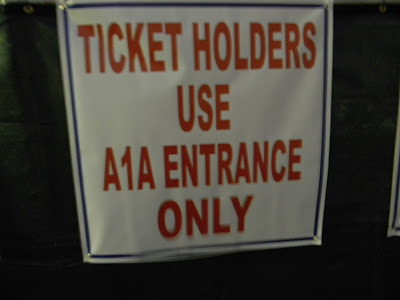 TICKET HOLDERS
USE
A1A ENTRANCE
ONLY